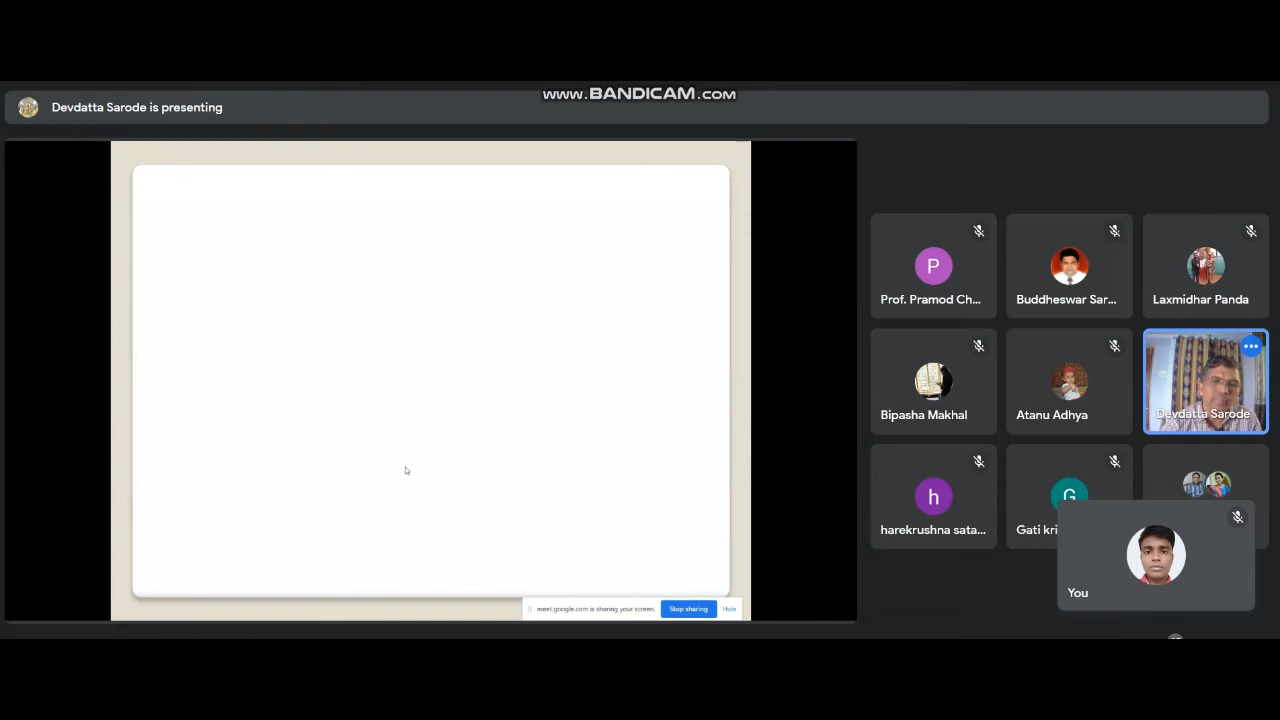 www.BANDICAM.com
Devdatta Sarode is presenting
P
Prof. Pramod Ch...
Buddheswar Sar...
Laxmidhar Panda
Bipasha Makhal
Atanu Adhya
Devdatta Sarode
h
harekrushna sata...
G
Gati kri
You
meet.google.com is sharing your screen.
Stop sharing
Hide